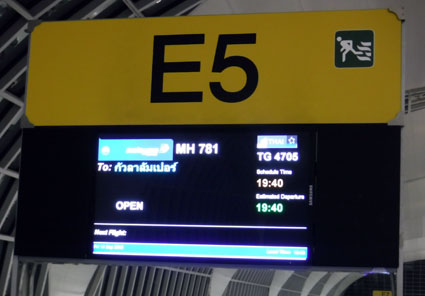 E5
MH 781
To: กัวลาลัมเปอร์
TG 4705
Schedule Time
19:40
Estimated Departure
19:40
OPEN
Next Flight: